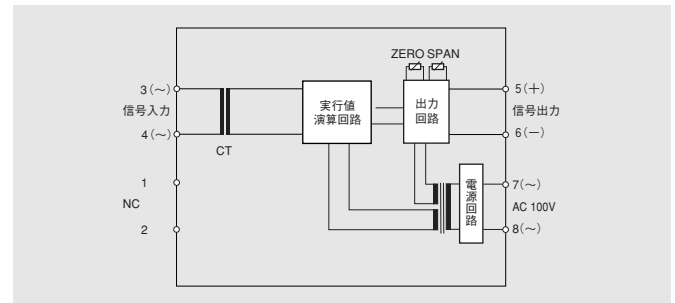 ZERO SPAN
3(～)
信号入力
4(～)
CT
実行値
演算回路
出力
回路
5(＋)
信号出力
6(－)
1
NC
2
電源回路
7(～)
AC 100V
8(～)